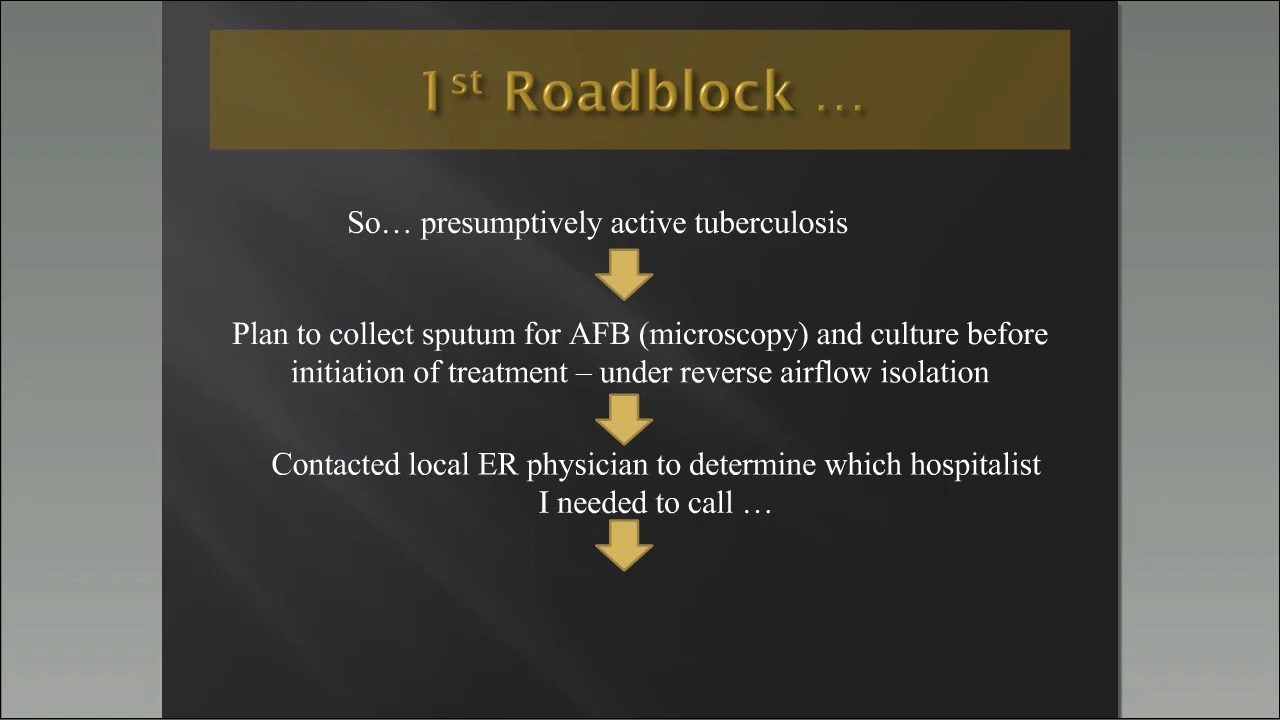 1st Roadblock …
So… presumptively active tuberculosis
Plan to collect sputum for AFB (microscopy) and culture before
initiation of treatment – under reverse airflow isolation
Contacted local ER physician to determine which hospitalist
I needed to call …